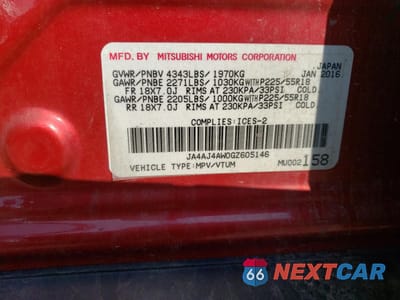 MFD. BY MITSUBISHI MOTORS CORPORATION
JAPAN
GVWR/PNBV 4343LBS/1970KG JAN 2016
GAWR/PNBE 2271LBS/1030KG WITH P225/55R18
FR 18X7.0J RIMS AT 230KPA/33PSI COLD
GAWR/PNBE 2205LBS/1000KG WITH P225/55R18
RR 18X7.0J RIMS AT 230KPA/33PSI COLD
COMPLIES:ICES-2
JA4AJ4AW0GZ605146
VEHICLE TYPE:MPV/VTUM MU002158
66 NEXTCAR